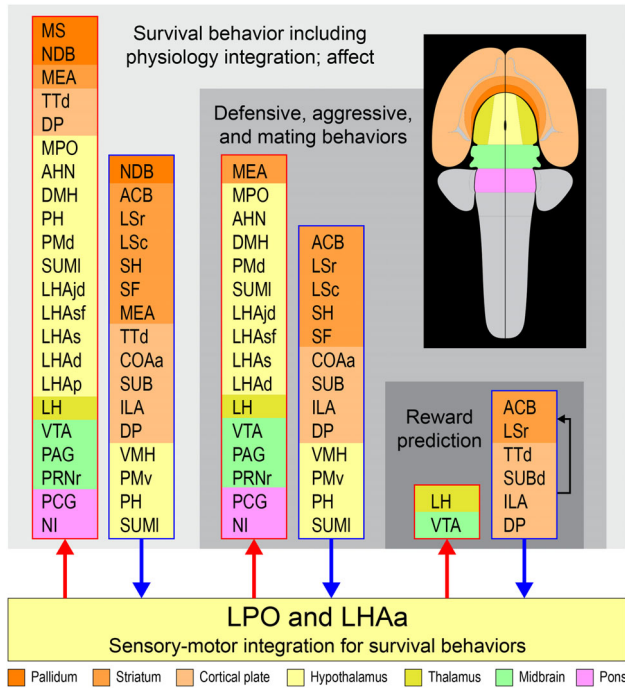 Survival behavior including
physiology integration; affect
MS
NDB
MEA
TTd
DP
MPO
AHN
DMH
PH
PMd
SUMl
LHAjd
LHAsf
LHAs
LHAd
LHAp
LH
VTA
PAG
PRNr
PCG
NI
NDB
ACB
LSr
LSc
SH
SF
MEA
TTd
COAa
SUB
ILA
DP
VMH
PMv
PH
SUMl
Defensive, aggressive,
and mating behaviors
MEA
MPO
AHN
DMH
PMd
SUMl
LHAjd
LHAsf
LHAs
LHAd
LH
VTA
PAG
PRNr
PCG
NI
ACB
LSr
LSc
SH
SF
COAa
SUB
ILA
DP
VMH
PMv
PH
SUMl
Reward
prediction
LH
VTA
ACB
LSr
TTd
SUBd
ILA
DP
LPO and LHAa
Sensory-motor integration for survival behaviors
Pallidum Striatum Cortical plate Hypothalamus Thalamus Midbrain Pons